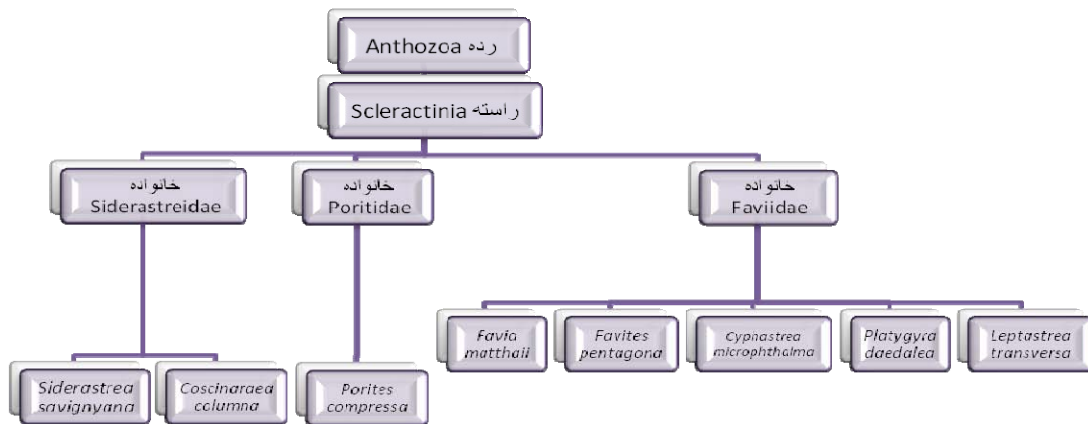 رده Anthozoa
راسته Scleractinia
خانواده
Siderastreidae
خانواده
Poritidae
خانواده
Faviidae
Favia
matthaii
Favites
pentagona
Cyphastrea
microphthalma
Platygyra
daedalea
Leptastrea
transversa
Siderastrea
savignyana
Coscinaraea
columna
Porites
compressa